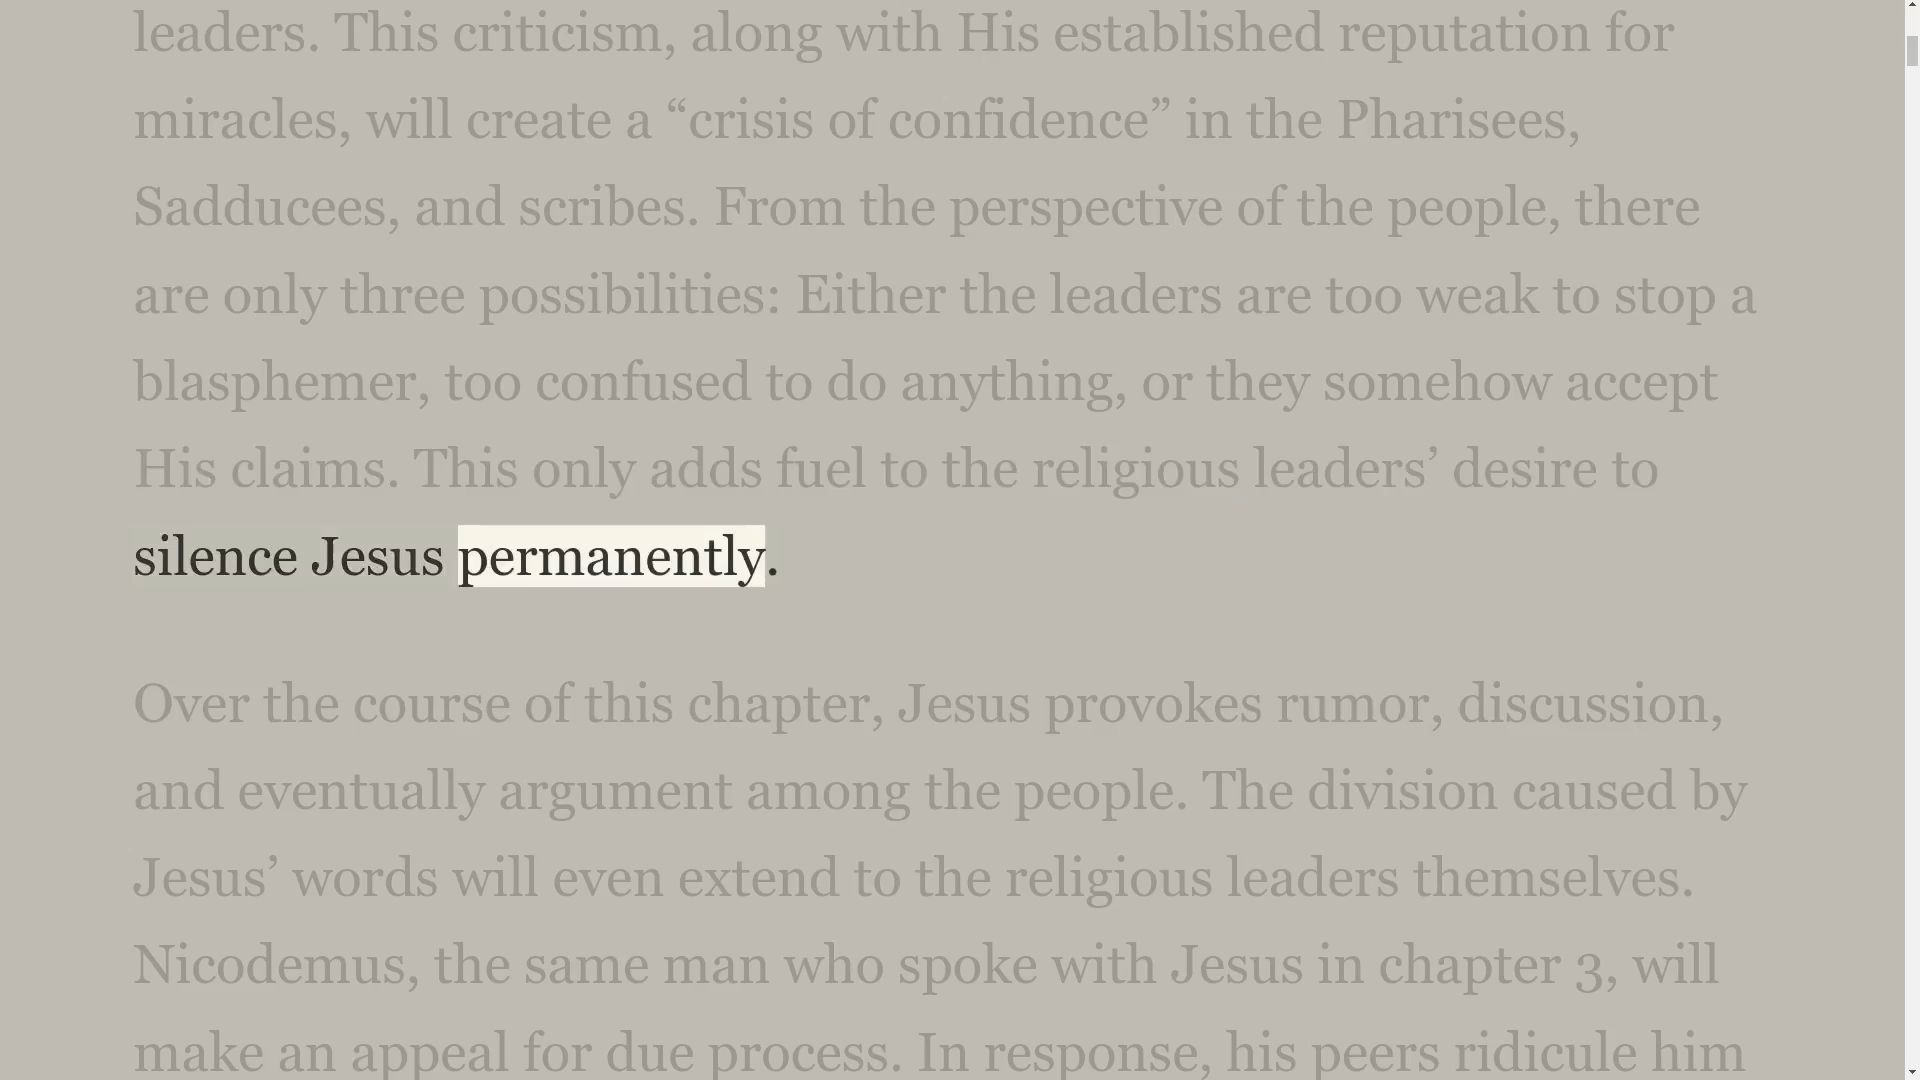 leaders. This criticism, along with His established reputation for
miracles, will create a “crisis of confidence” in the Pharisees,
Sadducees, and scribes. From the perspective of the people, there
are only three possibilities: Either the leaders are too weak to stop a
blasphemer, too confused to do anything, or they somehow accept
His claims. This only adds fuel to the religious leaders’ desire to
silence Jesus permanently.
Over the course of this chapter, Jesus provokes rumor, discussion,
and eventually argument among the people. The division caused by
Jesus’ words will even extend to the religious leaders themselves.
Nicodemus, the same man who spoke with Jesus in chapter 3, will
make an appeal for due process. In response, his peers ridicule him